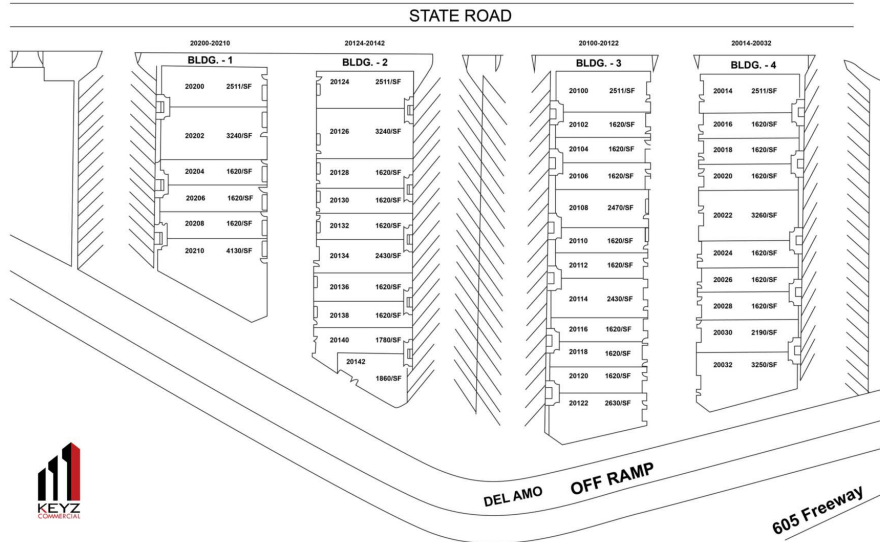 STATE ROAD
20200-20210
BLDG. - 1
20200 2511/SF
20202 3240/SF
20204 1620/SF
20206 1620/SF
20208 1620/SF
20210 4130/SF
20124-20142
BLDG. - 2
20124 2511/SF
20126 3240/SF
20128 1620/SF
20130 1620/SF
20132 1620/SF
20134 2430/SF
20136 1620/SF
20138 1620/SF
20140 1780/SF
20142
1860/SF
20100-20122
BLDG. - 3
20100 2511/SF
20102 1620/SF
20104 1620/SF
20106 1620/SF
20108 2470/SF
20110 1620/SF
20112 1620/SF
20114 2430/SF
20116 1620/SF
20118 1620/SF
20120 1620/SF
20122 2630/SF
20014-20032
BLDG. - 4
20014 2511/SF
20016 1620/SF
20018 1620/SF
20020 1620/SF
20022 3260/SF
20024 1620/SF
20026 1620/SF
20028 1620/SF
20030 2190/SF
20032 3250/SF
DEL AMO OFF RAMP
605 Freeway
KEYZ
COMMERCIAL